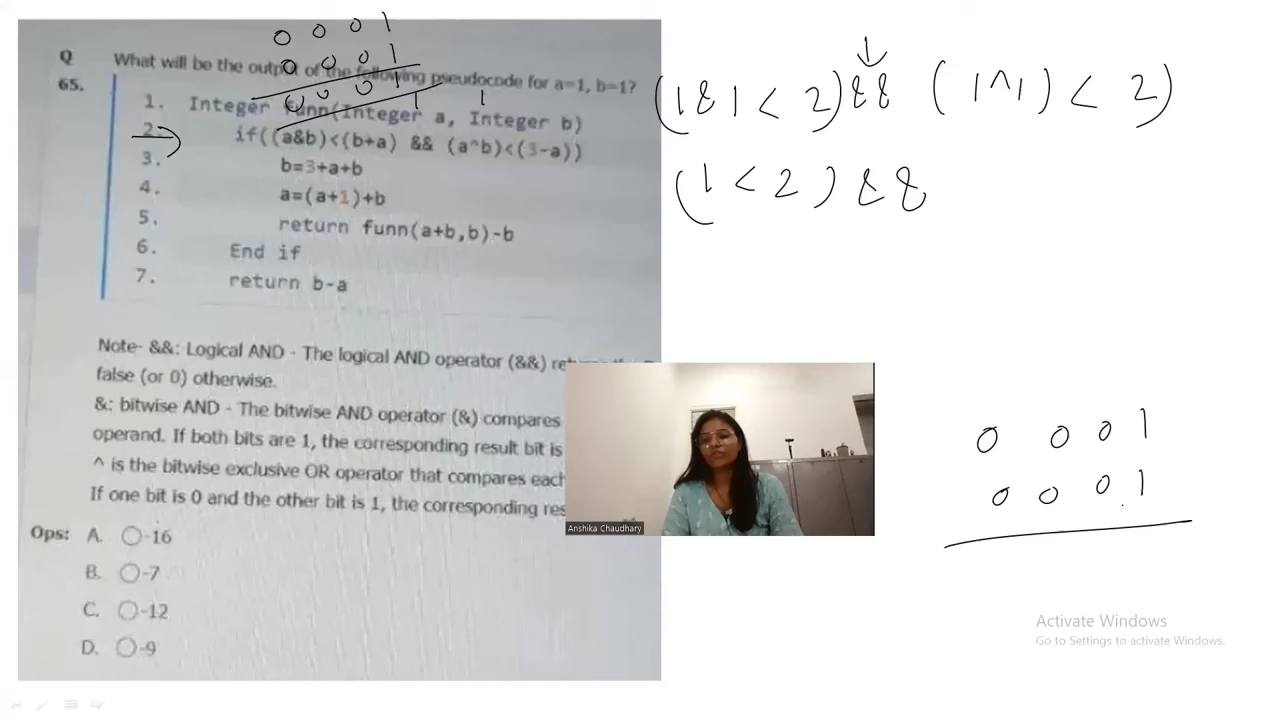 0 0 0 1
0 0 0 1
0 0 0 1
Q What will be the output of the following pseudocode for a=1, b=1?
65.
1 1
1. Integer funn(Integer a, Integer b)
2. if((a&b)<(b+a) && (a^b)<(3-a))
3. b=3+a+b
4. a=(a+1)+b
5. return funn(a+b,b)-b
6. End if
7. return b-a
Note- &&: Logical AND - The logical AND operator (&&)
false (or 0) otherwise.
&: bitwise AND - The bitwise AND operator (&) compares
operand. If both bits are 1, the corresponding result bit is
^ is the bitwise exclusive OR operator that compares each
If one bit is 0 and the other bit is 1, the corresponding
Ops: A. -16
B. -7
C. -12
D. -9
(1 & 1 < 2) && (1^1) < 2)
(1 < 2) &&
0 0 0 1
0 0 0 1
Anshika Chaudhary
Activate Windows
Go to Settings to activate Windows.